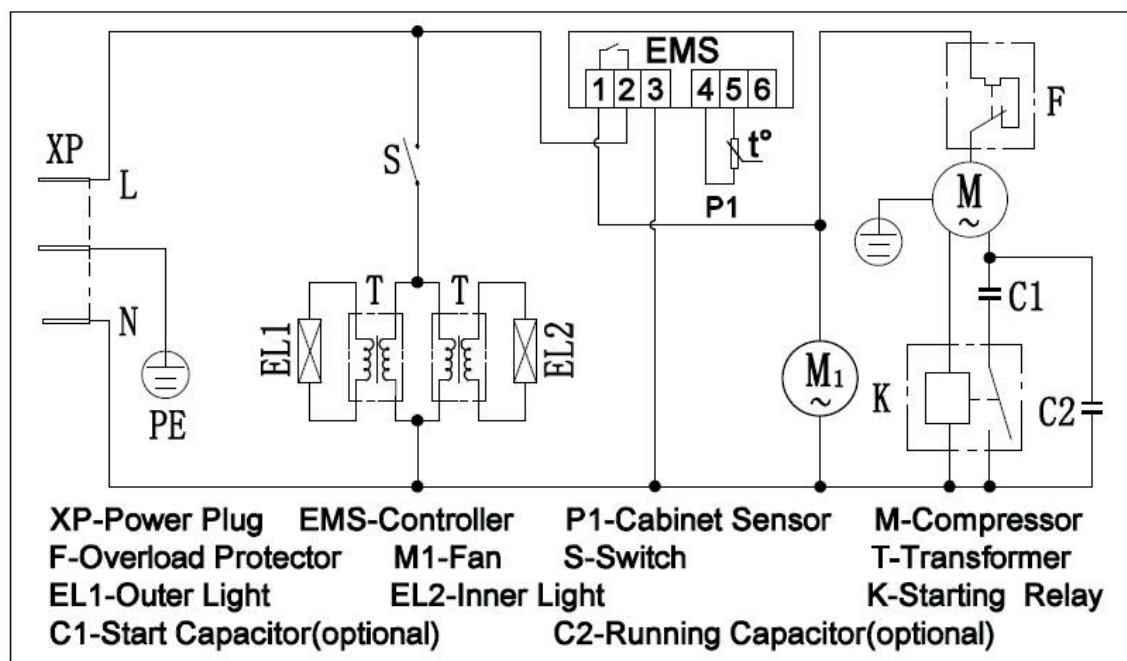 EMS
1 2 3 4 5 6
F
XP
L
S
t°
M
~
P1
C1
N
T T
EL1
EL2
M1
~
K
C2
PE
XP-Power Plug EMS-Controller P1-Cabinet Sensor M-Compressor
F-Overload Protector M1-Fan S-Switch T-Transformer
EL1-Outer Light EL2-Inner Light K-Starting Relay
C1-Start Capacitor(optional) C2-Running Capacitor(optional)